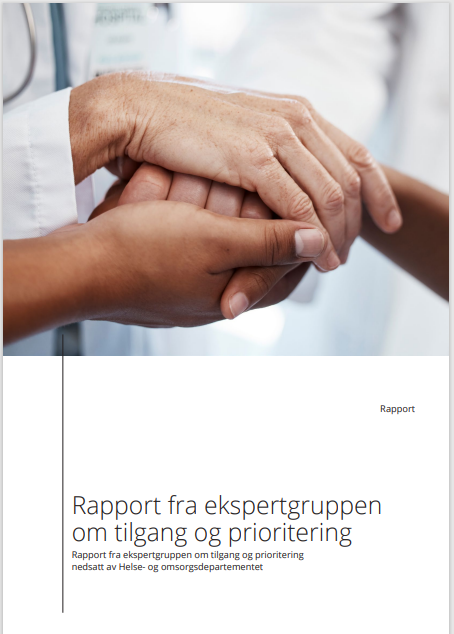 Rapport
Rapport fra ekspertgruppen
om tilgang og prioritering
Rapport fra ekspertgruppen om tilgang og prioritering
nedsatt av Helse- og omsorgsdepartementet